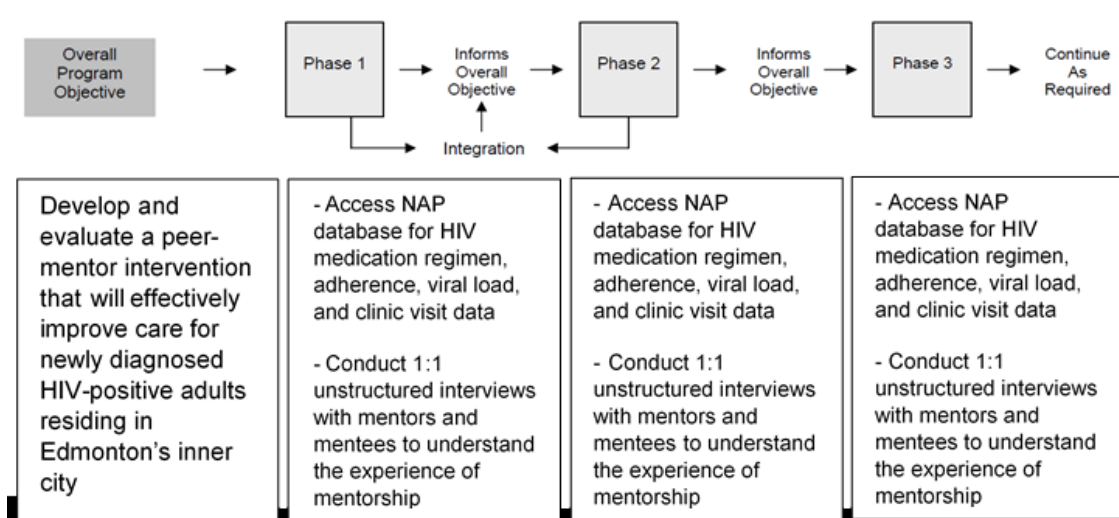 Overall
Program
Objective
Phase 1
Informs
Overall
Objective
Phase 2
Informs
Overall
Objective
Phase 3
Continue
As
Required
Integration
Develop and
evaluate a peer-
mentor intervention
that will effectively
improve care for
newly diagnosed
HIV-positive adults
residing in
Edmonton’s inner
city
- Access NAP
database for HIV
medication regimen,
adherence, viral load,
and clinic visit data
- Conduct 1:1
unstructured interviews
with mentors and
mentees to understand
the experience of
mentorship
- Access NAP
database for HIV
medication regimen,
adherence, viral load,
and clinic visit data
- Conduct 1:1
unstructured interviews
with mentors and
mentees to understand
the experience of
mentorship
- Access NAP
database for HIV
medication regimen,
adherence, viral load,
and clinic visit data
- Conduct 1:1
unstructured interviews
with mentors and
mentees to understand
the experience of
mentorship